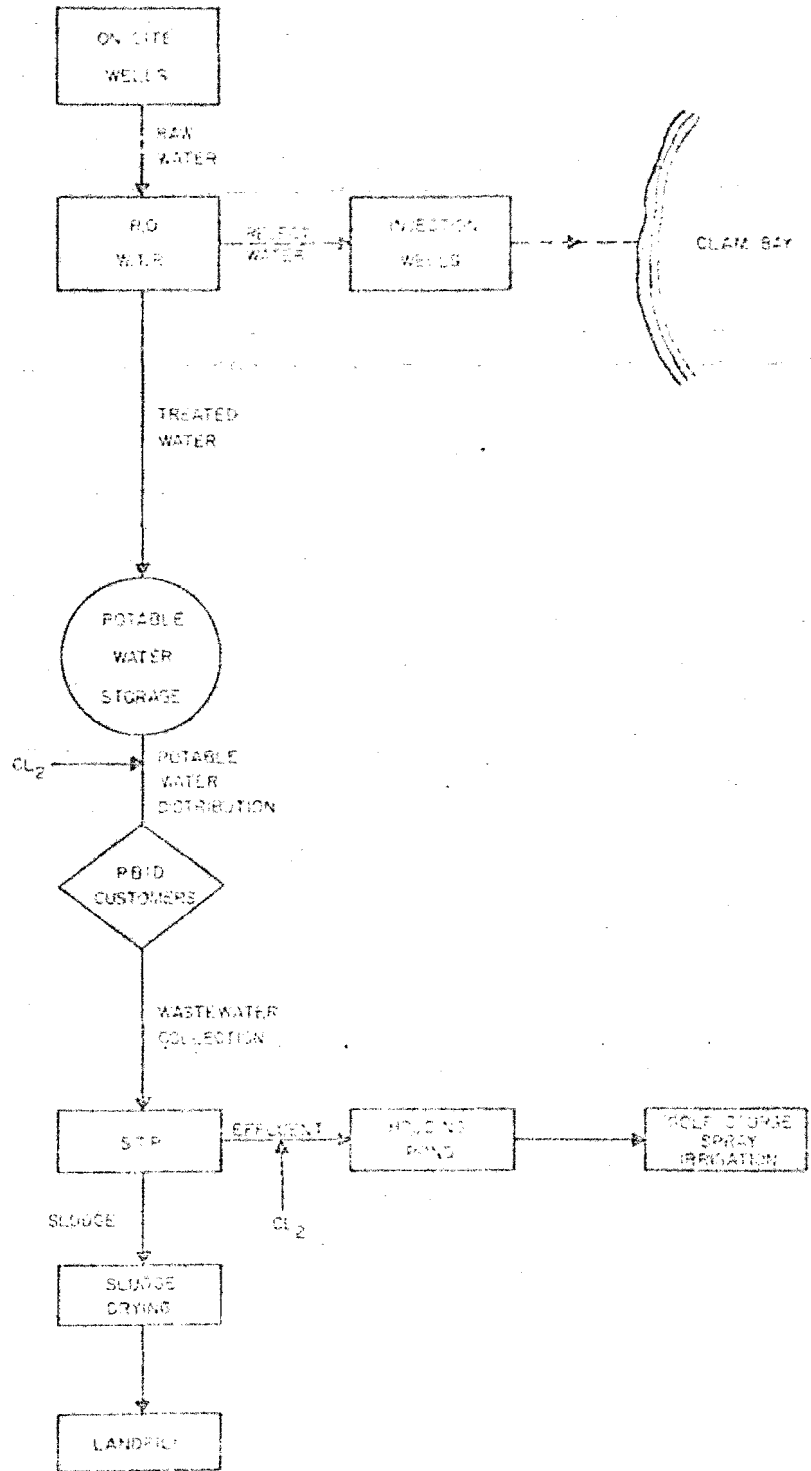 ON SITE
WELLS
RAW
WATER
R.O.
W.T.P.
REJECT
WATER
INJECTION
WELLS
CLAM BAY
TREATED
WATER
POTABLE
WATER
STORAGE
CL2
POTABLE
WATER
DISTRIBUTION
PBID
CUSTOMERS
WASTEWATER
COLLECTION
S.T.P.
EFFLUENT
HOLDING
POND
GOLF COURSE
SPRAY
IRRIGATION
CL2
SLUDGE
SLUDGE
DRYING
LANDFILL